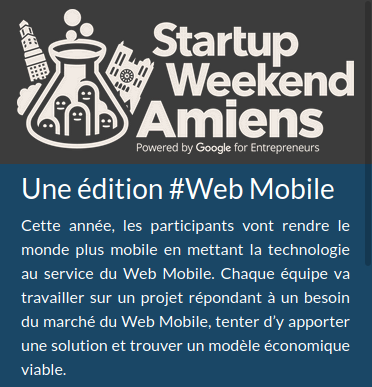 Startup
Weekend
Amiens
Powered by Google for Entrepreneurs
Une édition #Web Mobile
Cette année, les participants vont rendre le
monde plus mobile en mettant la technologie
au service du Web Mobile. Chaque équipe va
travailler sur un projet répondant à un besoin
du marché du Web Mobile, tenter d'y apporter
une solution et trouver un modèle économique
viable.